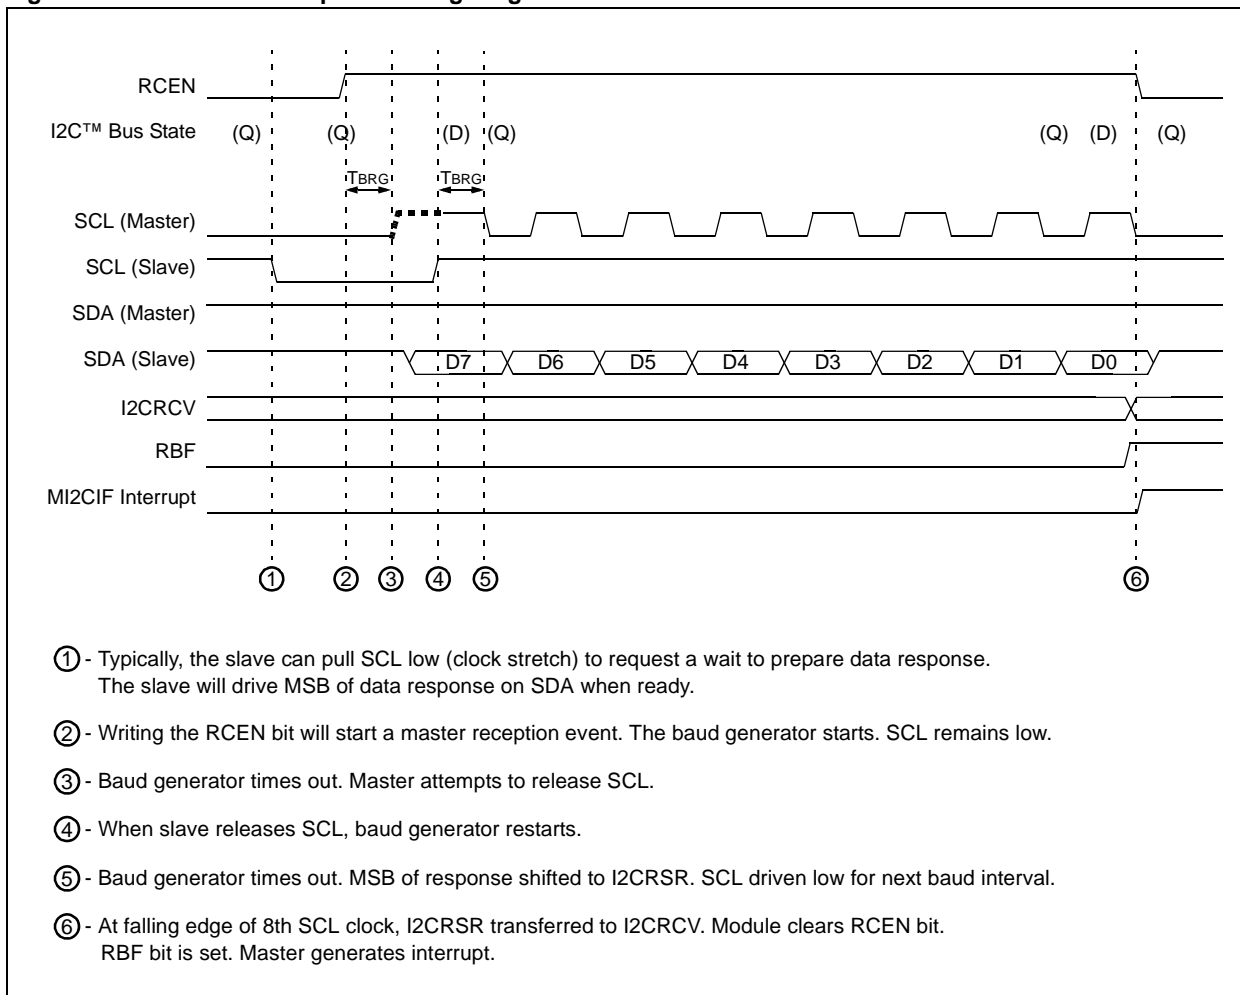 RCEN
I2C™ Bus State (Q) (Q) (D) (Q) (Q) (D) (Q)
TBRG TBRG
SCL (Master)
SCL (Slave)
SDA (Master)
SDA (Slave) D7 D6 D5 D4 D3 D2 D1 D0
I2CRCV
RBF
MI2CIF Interrupt
1 2 3 4 5 6
1 - Typically, the slave can pull SCL low (clock stretch) to request a wait to prepare data response.
The slave will drive MSB of data response on SDA when ready.
2 - Writing the RCEN bit will start a master reception event. The baud generator starts. SCL remains low.
3 - Baud generator times out. Master attempts to release SCL.
4 - When slave releases SCL, baud generator restarts.
5 - Baud generator times out. MSB of response shifted to I2CRSR. SCL driven low for next baud interval.
6 - At falling edge of 8th SCL clock, I2CRSR transferred to I2CRCV. Module clears RCEN bit.
RBF bit is set. Master generates interrupt.